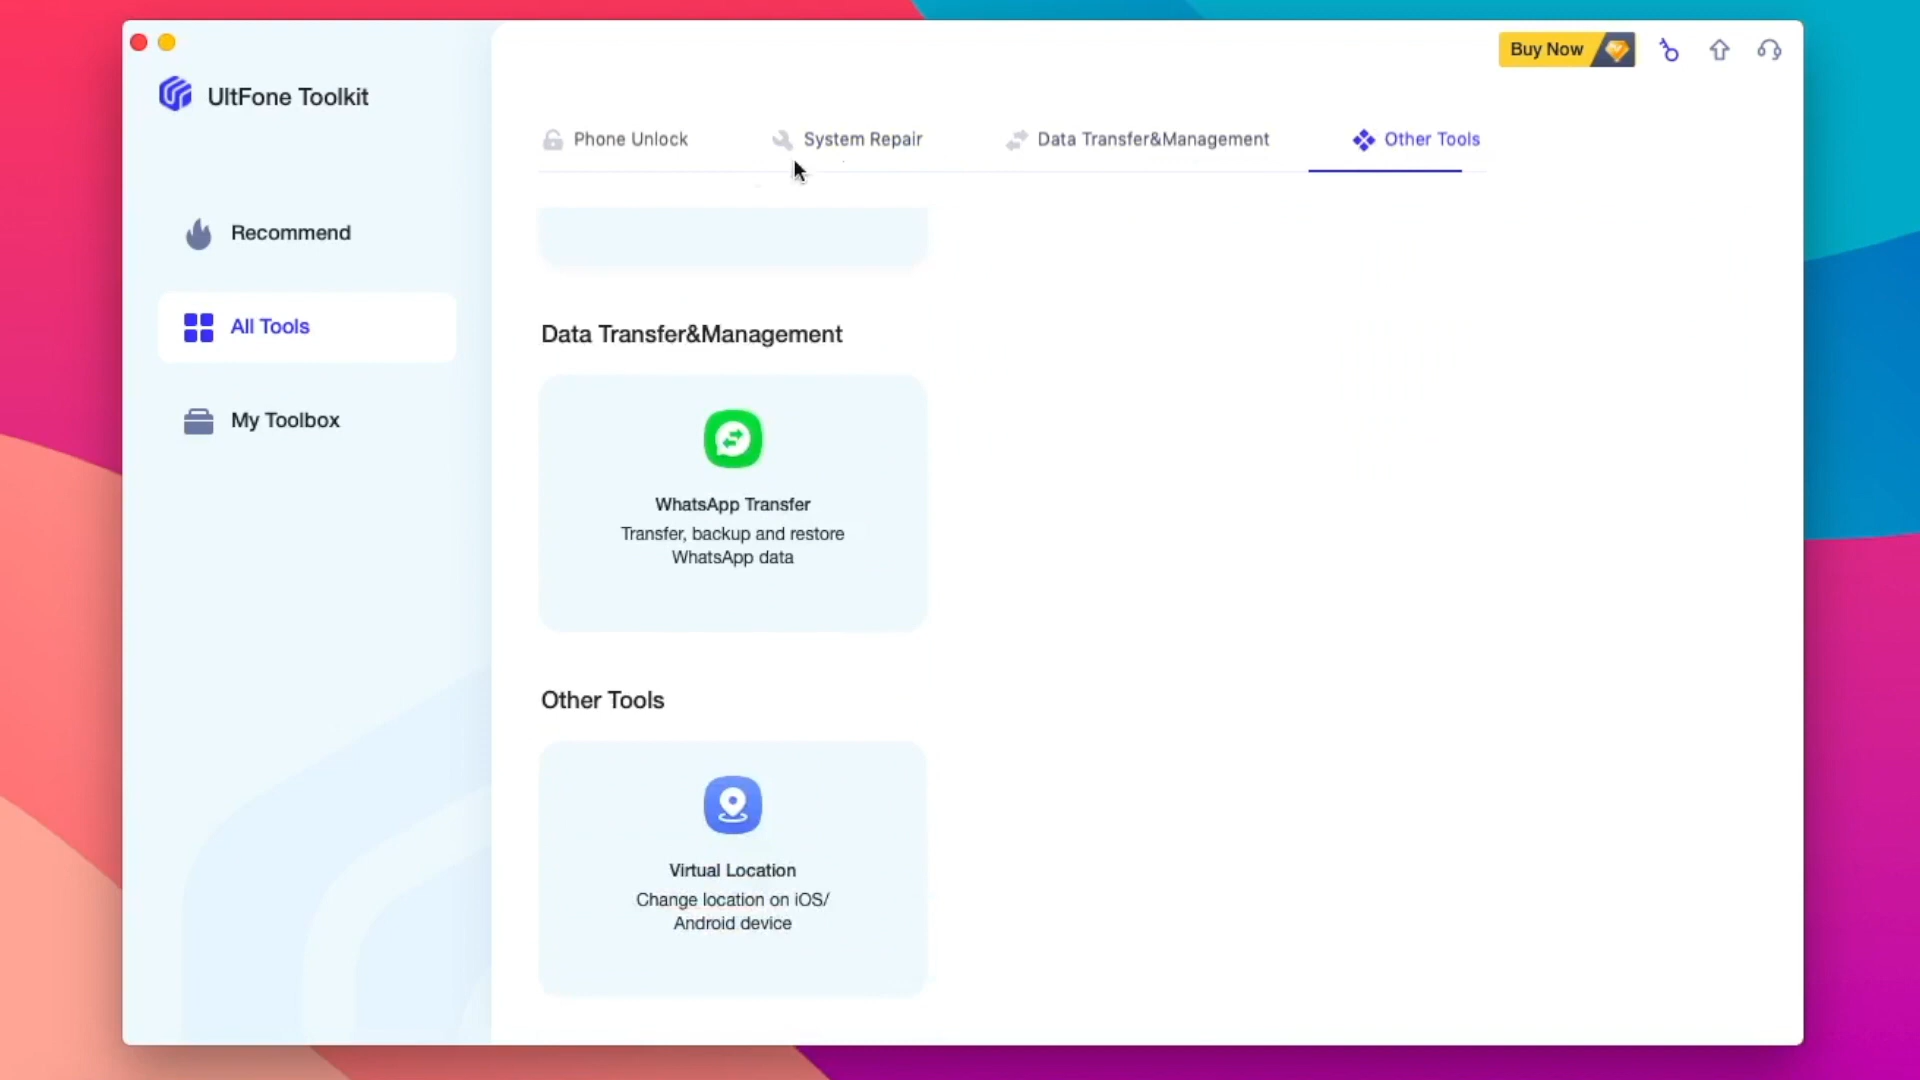 UltFone Toolkit
Buy Now
Phone Unlock
System Repair
Data Transfer&Management
Other Tools
Recommend
All Tools
My Toolbox
Data Transfer&Management
WhatsApp Transfer
Transfer, backup and restore
WhatsApp data
Other Tools
Virtual Location
Change location on iOS/
Android device